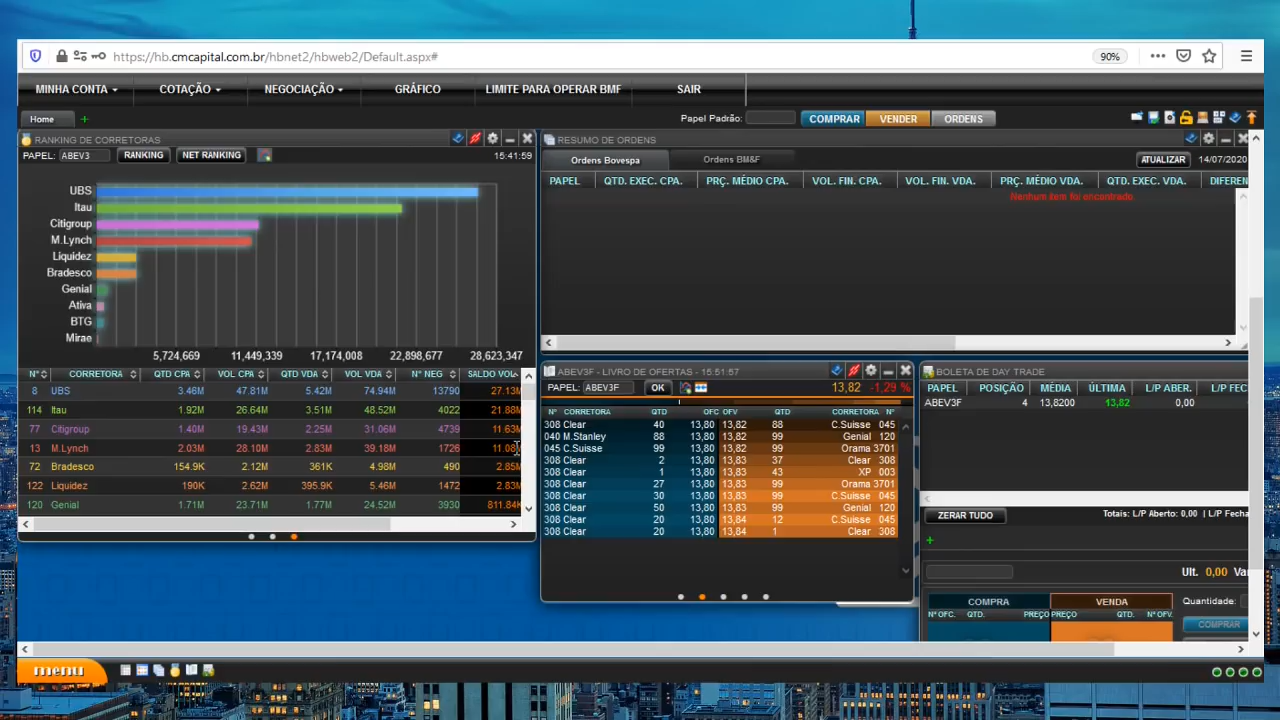 https://hb.cmcapital.com.br/hbnet2/hbweb2/Default.aspx#
90%
MINHA CONTA COTAÇÃO NEGOCIAÇÃO GRÁFICO LIMITE PARA OPERAR BMF SAIR
Home +
Papel Padrão: COMPRAR VENDER ORDENS
RANKING DE CORRETORAS
PAPEL: ABEV3 RANKING NET RANKING 15:41:59
UBS
Itau
Citigroup
M.Lynch
Liquidez
Bradesco
Genial
Ativa
BTG
Mirae
5,724,669 11,449,339 17,174,008 22,898,677 28,623,347
N° CORRETORA QTD CPA VOL CPA QTD VDA VOL VDA N° NEG SALDO VOL
8 UBS 3.46M 47.81M 5.42M 74.94M 13790 27.13M
114 Itau 1.92M 26.64M 3.51M 48.52M 4022 21.88M
77 Citigroup 1.40M 19.43M 2.25M 31.06M 4739 11.63M
13 M.Lynch 2.03M 28.10M 2.83M 39.18M 1726 11.08M
72 Bradesco 154.9K 2.12M 361K 4.98M 490 2.85M
122 Liquidez 190K 2.62M 395.9K 5.46M 1472 2.83M
120 Genial 1.71M 23.71M 1.77M 24.52M 3930 811.84K
RESUMO DE ORDENS
Ordens Bovespa Ordens BM&F ATUALIZAR 14/07/2020
PAPEL QTD. EXEC. CPA. PRÇ. MÉDIO CPA. VOL. FIN. CPA. VOL. FIN. VDA. PRÇ. MÉDIO VDA. QTD. EXEC. VDA. DIFEREN
Nenhum item foi encontrado.
ABEV3F - LIVRO DE OFERTAS - 15:51:57
PAPEL: ABEV3F OK 13,82 -1,29 %
N° CORRETORA QTD OFC OFV QTD CORRETORA N°
308 Clear 40 13,80 13,82 88 C.Suisse 045
040 M.Stanley 88 13,80 13,82 99 Genial 120
045 C.Suisse 99 13,80 13,82 99 Orama 3701
308 Clear 2 13,80 13,83 37 Clear 308
308 Clear 1 13,80 13,83 43 XP 003
308 Clear 27 13,80 13,83 99 Orama 3701
308 Clear 30 13,80 13,83 99 C.Suisse 045
308 Clear 50 13,80 13,83 99 Genial 120
308 Clear 20 13,80 13,84 12 C.Suisse 045
308 Clear 20 13,80 13,84 1 Clear 308
BOLETA DE DAY TRADE
PAPEL POSIÇÃO MÉDIA ÚLTIMA L/P ABER. L/P FEC
ABEV3F 4 13,8200 13,82 0,00
ZERAR TUDO Totais: L/P Aberto: 0,00 | L/P Fecha
+
Ult. 0,00 Var
COMPRA VENDA Quantidade:
N° OFC. QTD. PREÇO PREÇO QTD. N° OFV.
COMPRAR
menu